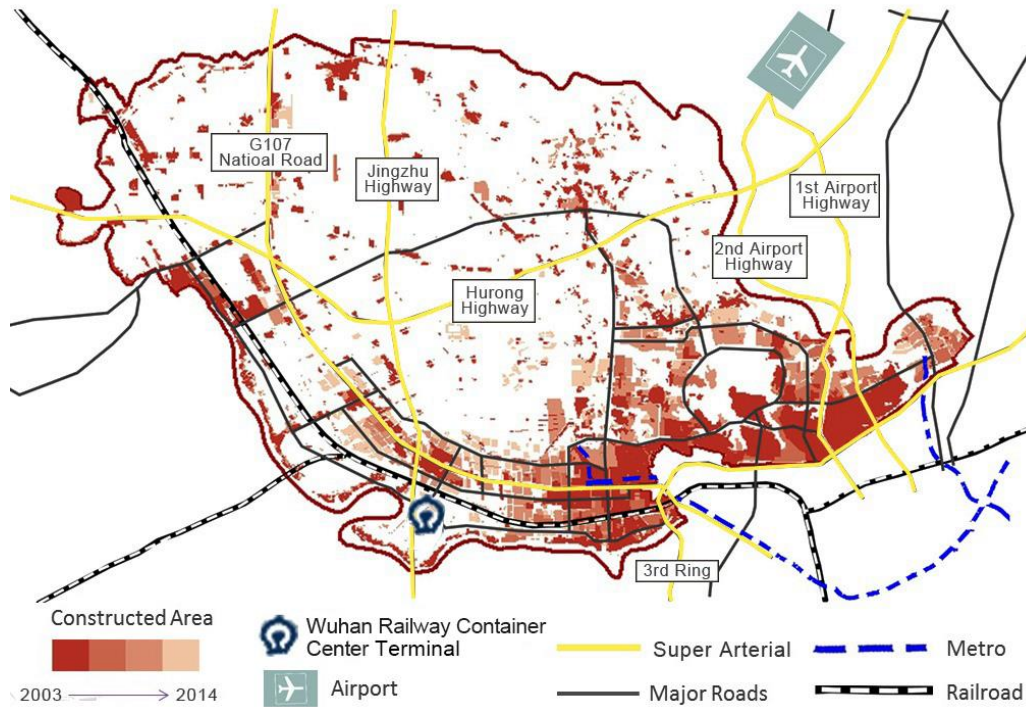 G107
Natioal Road
Jingzhu
Highway
1st Airport
Highway
2nd Airport
Highway
Hurong
Highway
3rd Ring
Constructed Area
2003
2014
Wuhan Railway Container
Center Terminal
Airport
Super Arterial
Major Roads
Metro
Railroad